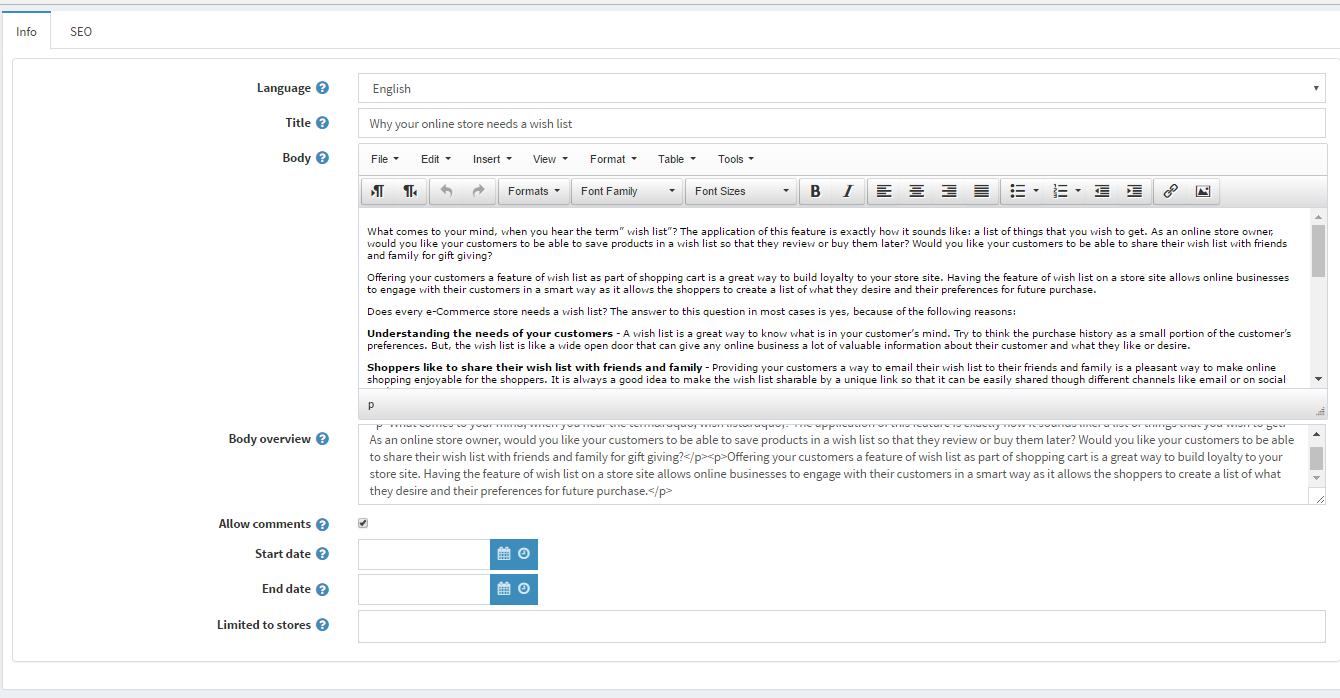 Info SEO
Language
English
Title
Why your online store needs a wish list
Body
File Edit Insert View Format Table Tools
Formats Font Family Font Sizes B I
What comes to your mind, when you hear the term” wish list”? The application of this feature is exactly how it sounds like: a list of things that you wish to get. As an online store owner,
would you like your customers to be able to save products in a wish list so that they review or buy them later? Would you like your customers to be able to share their wish list with friends
and family for gift giving?
Offering your customers a feature of wish list as part of shopping cart is a great way to build loyalty to your store site. Having the feature of wish list on a store site allows online businesses
to engage with their customers in a smart way as it allows the shoppers to create a list of what they desire and their preferences for future purchase.
Does every e-Commerce store needs a wish list? The answer to this question in most cases is yes, because of the following reasons:
Understanding the needs of your customers - A wish list is a great way to know what is in your customer’s mind. Try to think the purchase history as a small portion of the customer’s
preferences. But, the wish list is like a wide open door that can give any online business a lot of valuable information about their customer and what they like or desire.
Shoppers like to share their wish list with friends and family - Providing your customers a way to email their wish list to their friends and family is a pleasant way to make online
shopping enjoyable for the shoppers. It is always a good idea to make the wish list sharable by a unique link so that it can be easily shared though different channels like email or on social
p
Body overview
As an online store owner, would you like your customers to be able to save products in a wish list so that they review or buy them later? Would you like your customers to be able
to share their wish list with friends and family for gift giving?</p><p>Offering your customers a feature of wish list as part of shopping cart is a great way to build loyalty to your
store site. Having the feature of wish list on a store site allows online businesses to engage with their customers in a smart way as it allows the shoppers to create a list of what
they desire and their preferences for future purchase.</p>
Allow comments
Start date
End date
Limited to stores